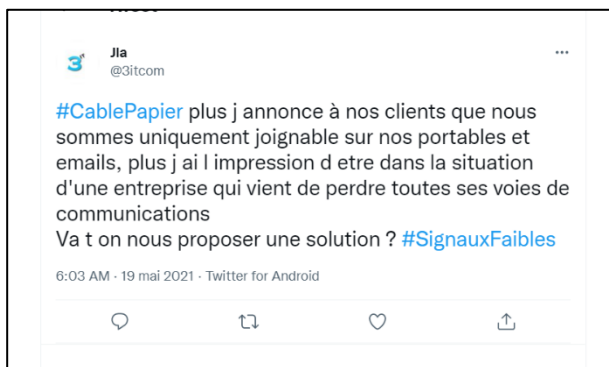 Jla
@3itcom
#CablePapier plus j annonce à nos clients que nous
sommes uniquement joignable sur nos portables et
emails, plus j ai l impression d etre dans la situation
d'une entreprise qui vient de perdre toutes ses voies de
communications
Va t on nous proposer une solution ? #SignauxFaibles
6:03 AM · 19 mai 2021 · Twitter for Android